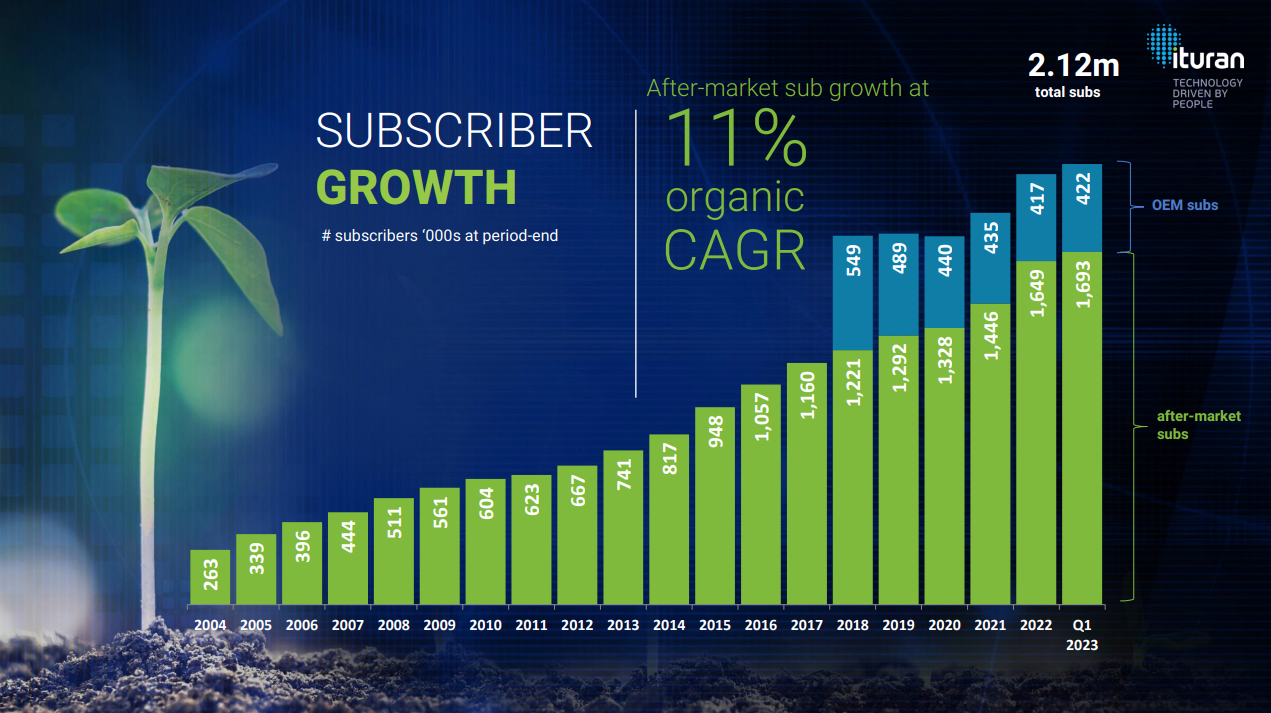 SUBSCRIBER
GROWTH
# subscribers ‘000s at period-end
After-market sub growth at
11%
organic
CAGR
2.12m
total subs
ituran
TECHNOLOGY
DRIVEN BY
PEOPLE
OEM subs
after-market
subs
549 489 440 435 417 422
263 339 396 444 511 561 604 623 667 741 817 948 1,057 1,160 1,221 1,292 1,328 1,446 1,649 1,693
2004 2005 2006 2007 2008 2009 2010 2011 2012 2013 2014 2015 2016 2017 2018 2019 2020 2021 2022 Q1
2023